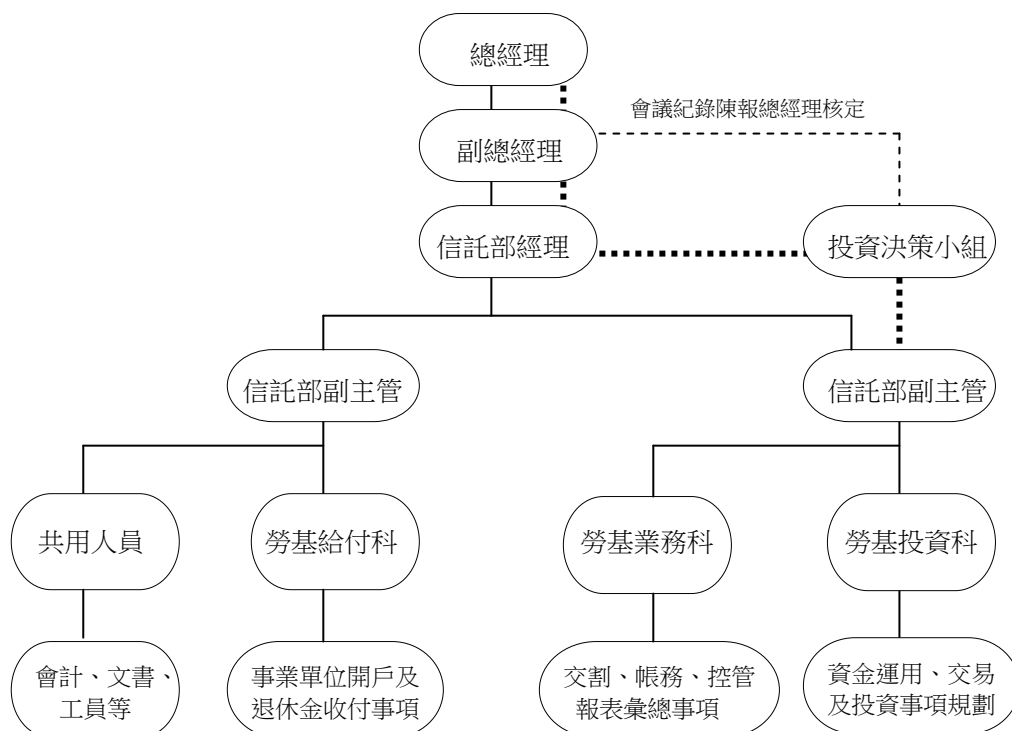 總經理
會議紀錄陳報總經理核定
副總經理
信託部經理
投資決策小組
信託部副主管
信託部副主管
共用人員
勞基給付科
勞基業務科
勞基投資科
會計、文書、
工員等
事業單位開戶及
退休金收付事項
交割、帳務、控管
報表彙總事項
資金運用、交易
及投資事項規劃